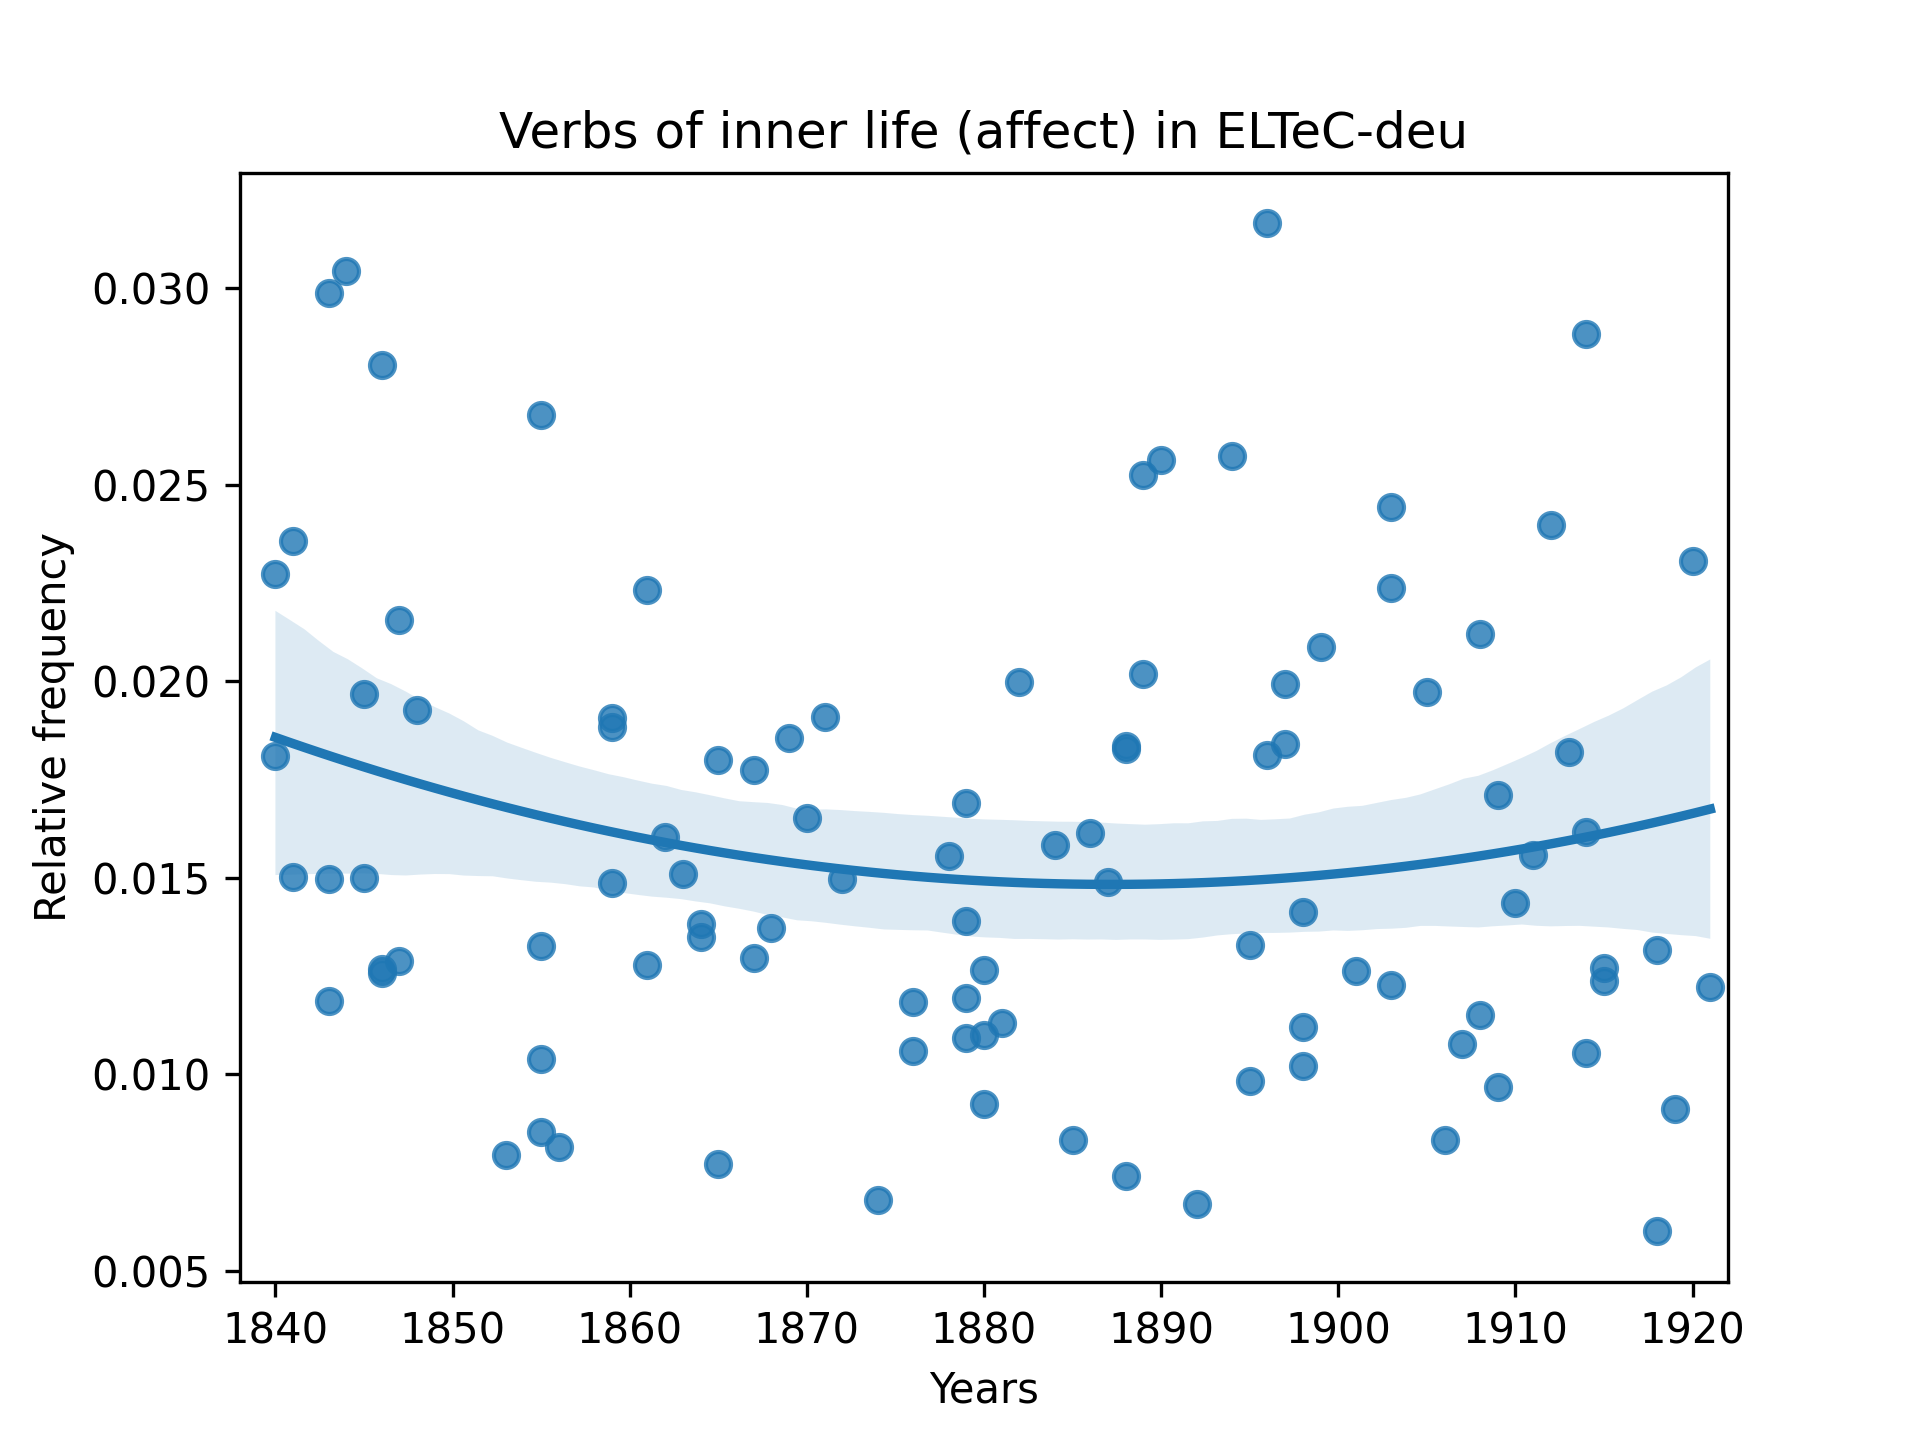 Verbs of inner life (affect) in ELTeC-deu
Relative frequency
0.030
0.025
0.020
0.015
0.010
0.005
1840 1850 1860 1870 1880 1890 1900 1910 1920
Years